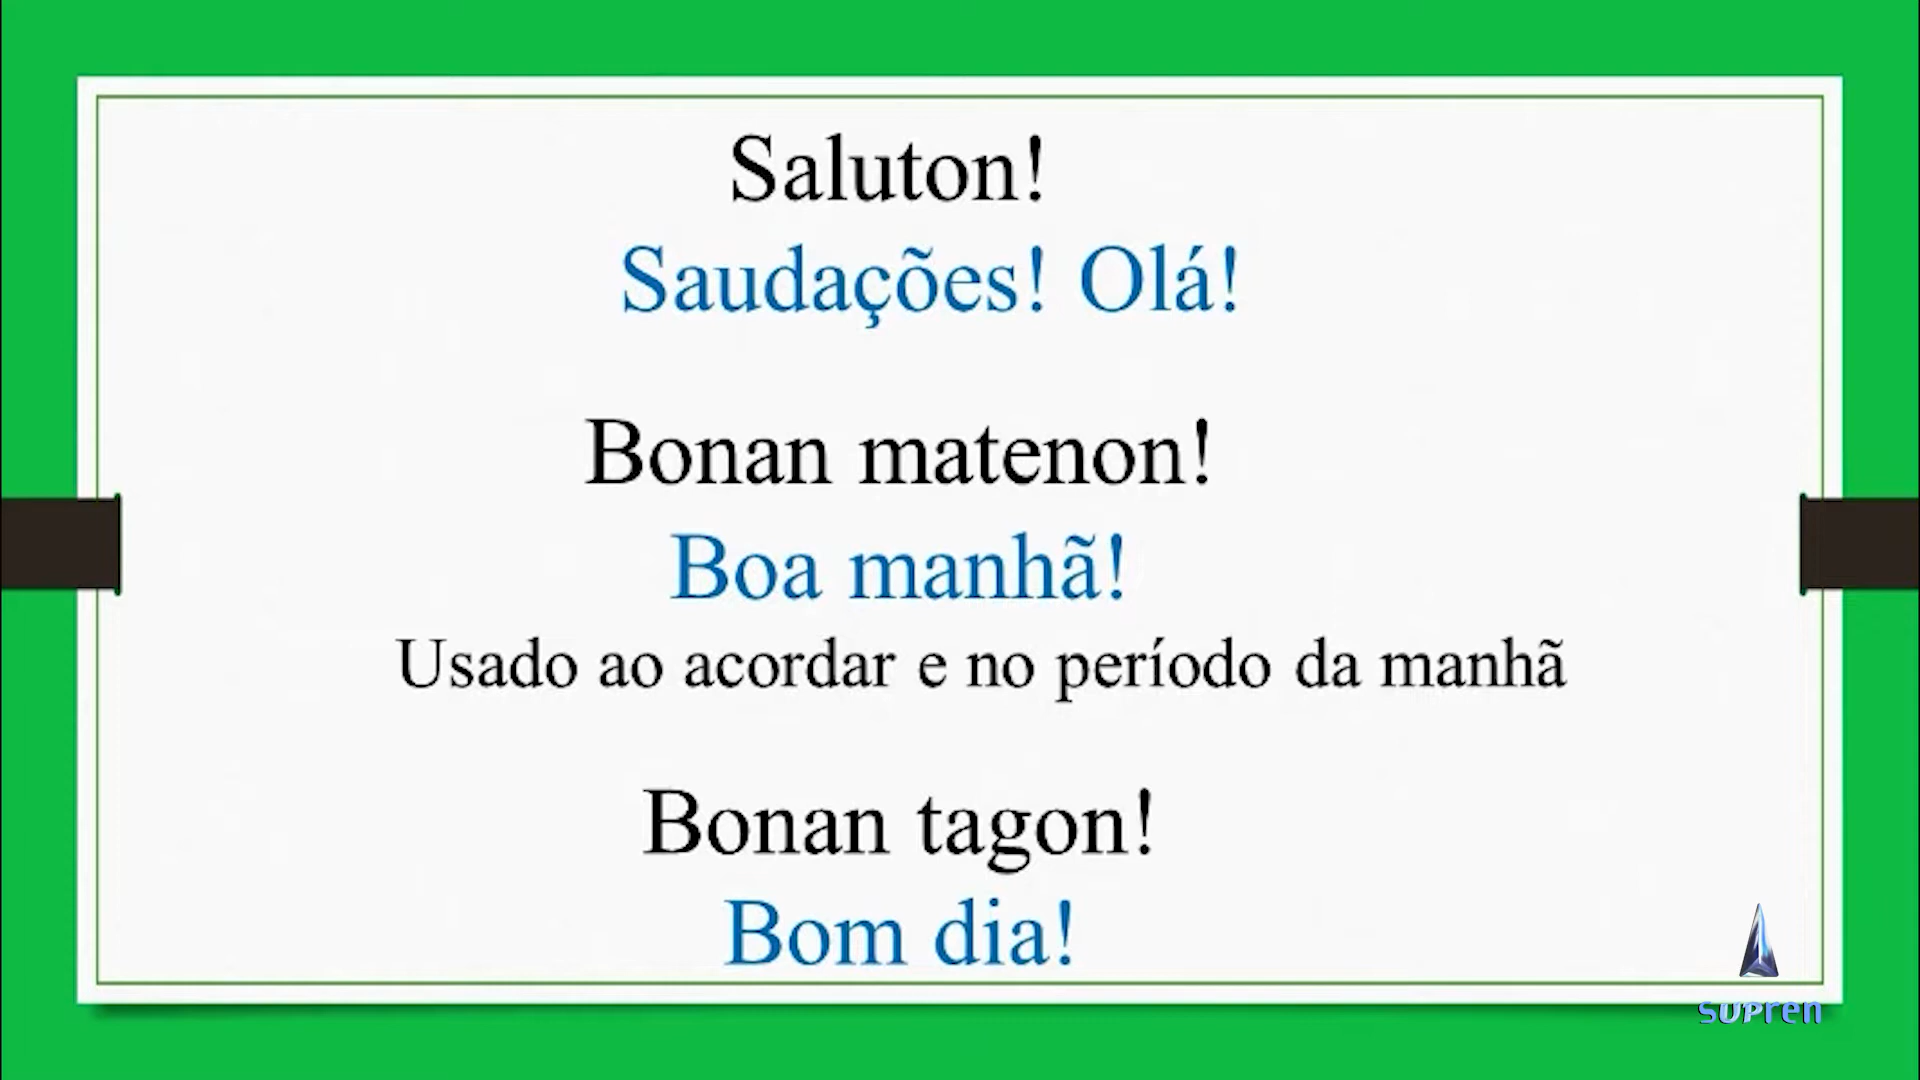 Saluton!
Saudações! Olá!
Bonan matenon!
Boa manhã!
Usado ao acordar e no período da manhã
Bonan tagon!
Bom dia!
supren